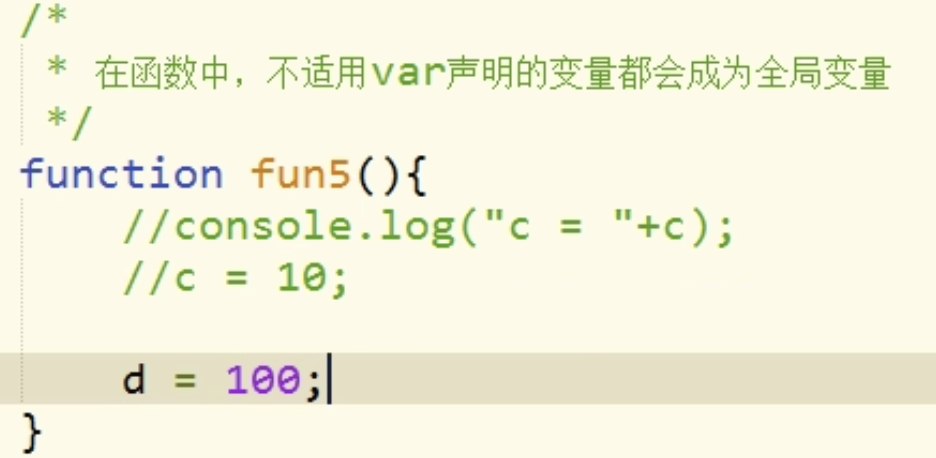 /*
* 在函数中，不适用var声明的变量都会成为全局变量
*/
function fun5(){
//console.log("c = "+c);
//c = 10;
d = 100;
}